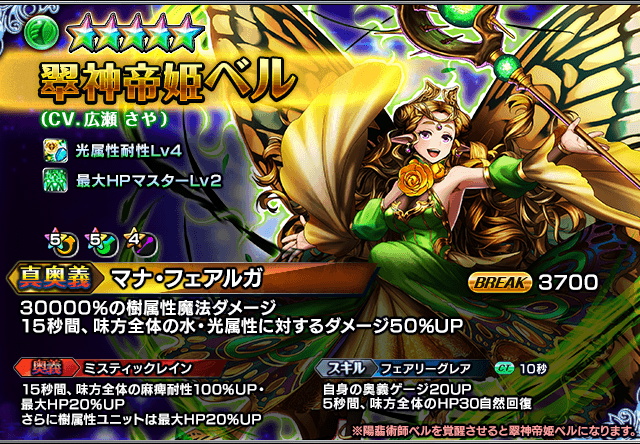 翠神帝姫ベル
(CV.広瀬 さや)
光属性耐性Lv4
最大HPマスターLv2
5 5 4
真奥義 マナ・フェアルガ BREAK 3700
30000%の樹属性魔法ダメージ
15秒間、味方全体の水・光属性に対するダメージ50%UP
奥義 ミスティックレイン
15秒間、味方全体の麻痺耐性100%UP・
最大HP20%UP
さらに樹属性ユニットは最大HP20%UP
スキル フェアリーグレア CT 10秒
自身の奥義ゲージ20UP
5秒間、味方全体のHP30自然回復
※陽翡術師ベルを覚醒させると翠神帝姫ベルになります。